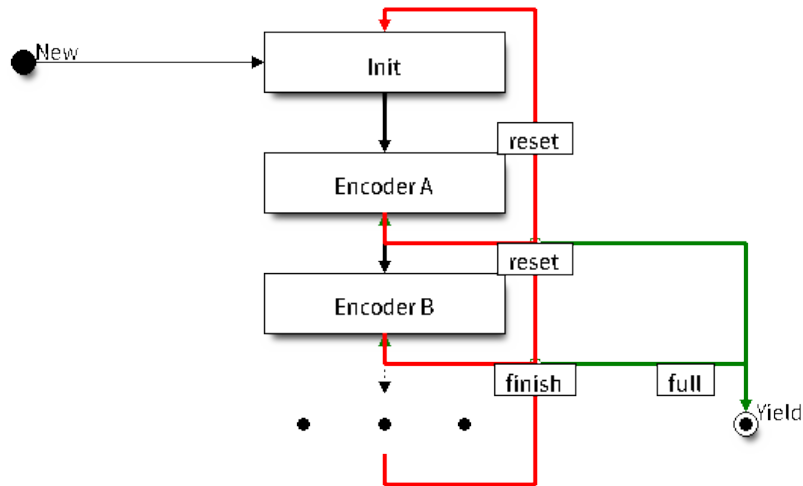 New
Init
reset
Encoder A
reset
Encoder B
finish
full
Yield